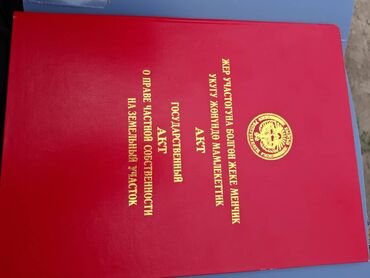 ЖЕР УЧАСТОГУНА БОЛГОН ЖЕКЕ МЕНЧИК
УКУГУ ЖӨНҮНДӨ МАМЛЕКЕТТИК
АКТ
ГОСУДАРСТВЕННЫЙ
АКТ
О ПРАВЕ ЧАСТНОЙ СОБСТВЕННОСТИ
НА ЗЕМЕЛЬНЫЙ УЧАСТОК